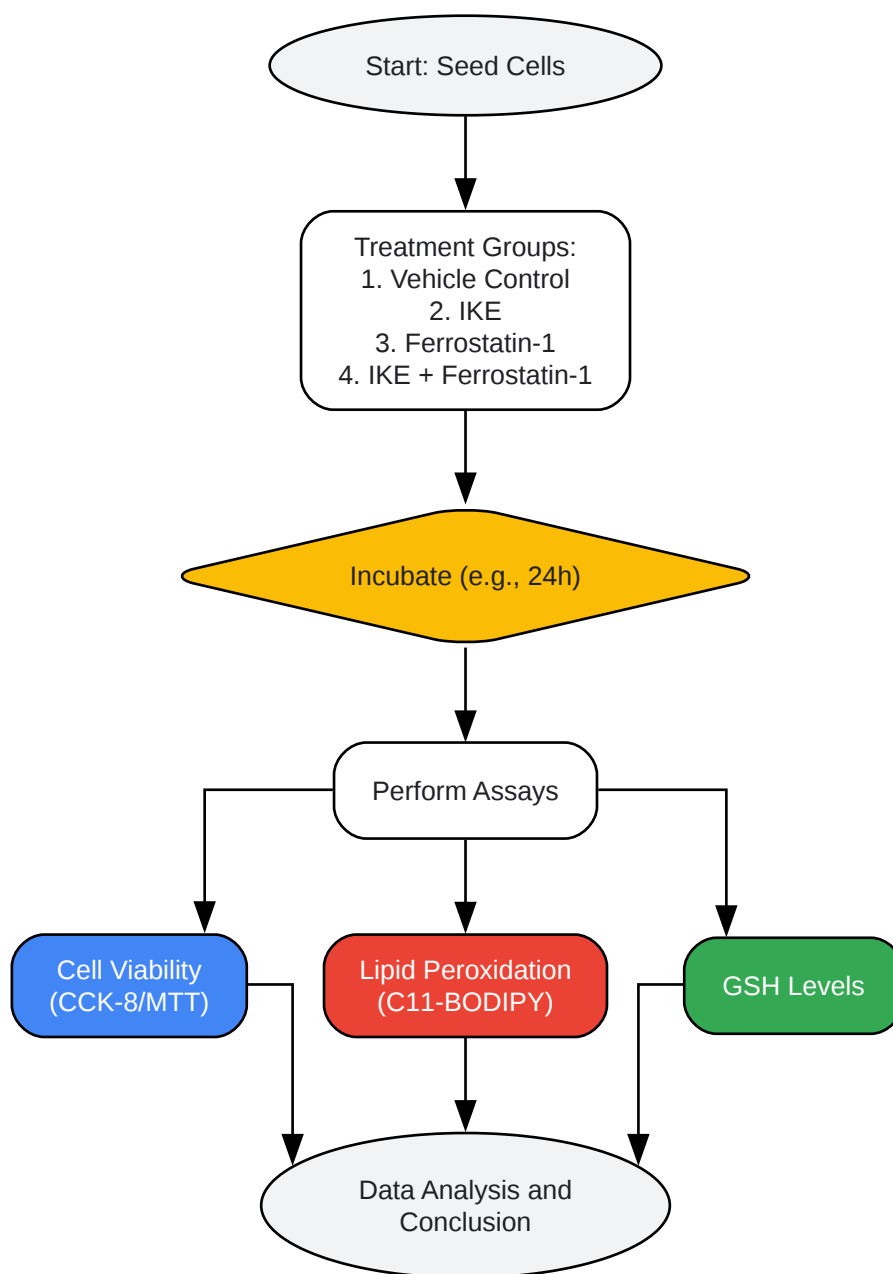 Start: Seed Cells
Treatment Groups:
1. Vehicle Control
2. IKE
3. Ferrostatin-1
4. IKE + Ferrostatin-1
Incubate (e.g., 24h)
Perform Assays
Cell Viability
(CCK-8/MTT)
Lipid Peroxidation
(C11-BODIPY)
GSH Levels
Data Analysis and
Conclusion